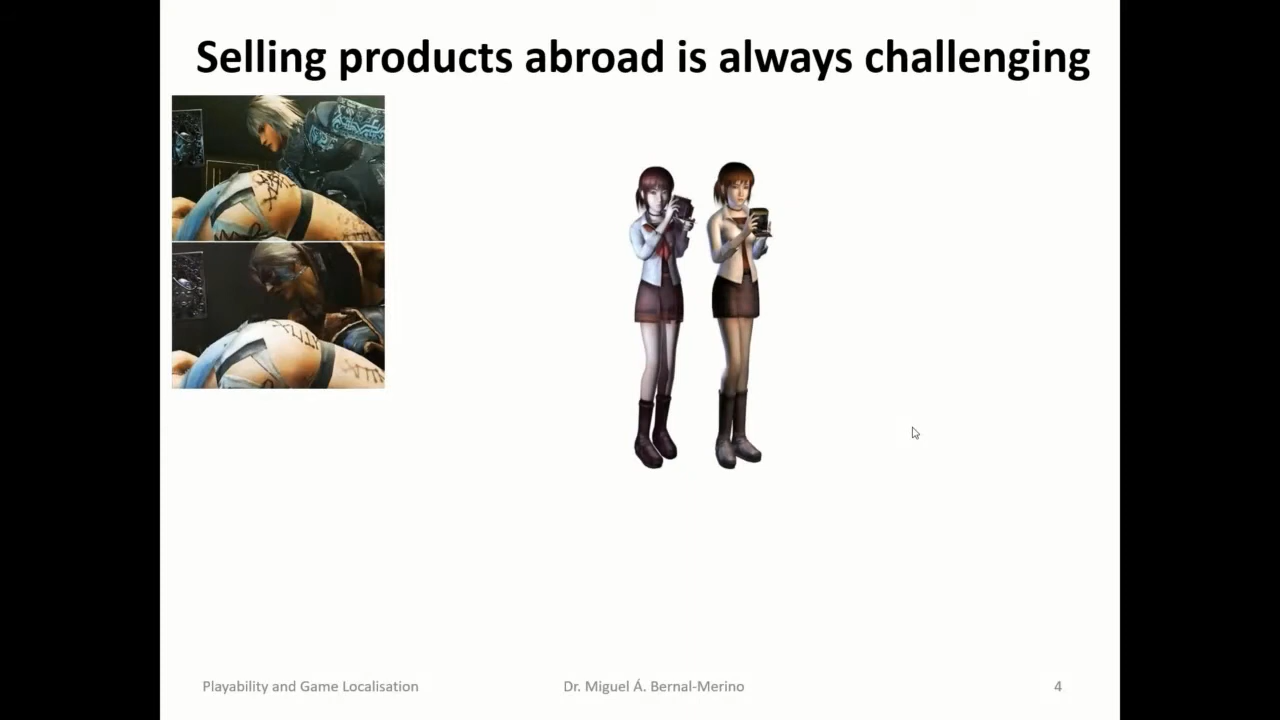 Selling products abroad is always challenging
Playability and Game Localisation
Dr. Miguel Á. Bernal-Merino
4